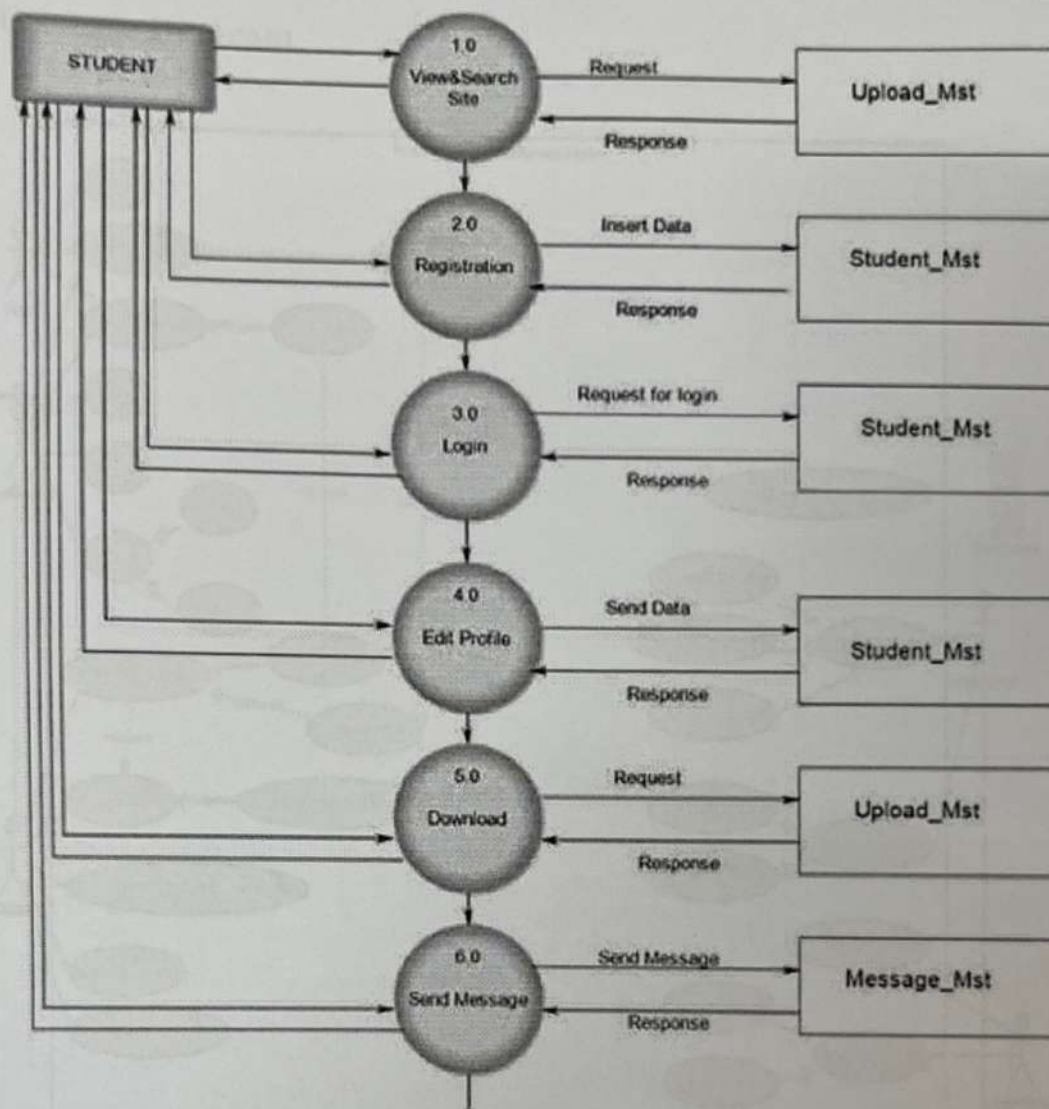 STUDENT
1.0
View&Search
Site
Request
Response
Upload_Mst
2.0
Registration
Insert Data
Response
Student_Mst
3.0
Login
Request for login
Response
Student_Mst
4.0
Edit Profile
Send Data
Response
Student_Mst
5.0
Download
Request
Response
Upload_Mst
6.0
Send Message
Send Message
Response
Message_Mst